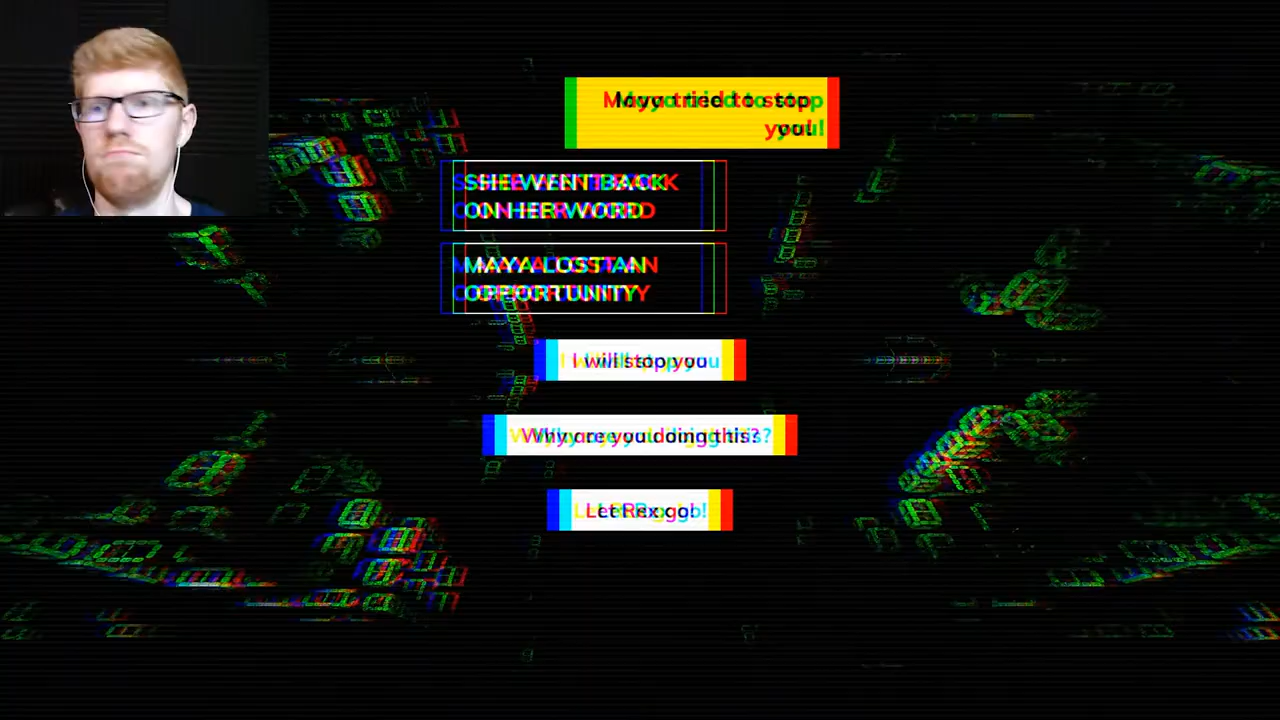 Maya tried to stop
you!
SHE WENT BACK
ON HER WORD
MAYA LOST AN
OPPORTUNITY
I will stop you
Why are you doing this?
Let Rex go!